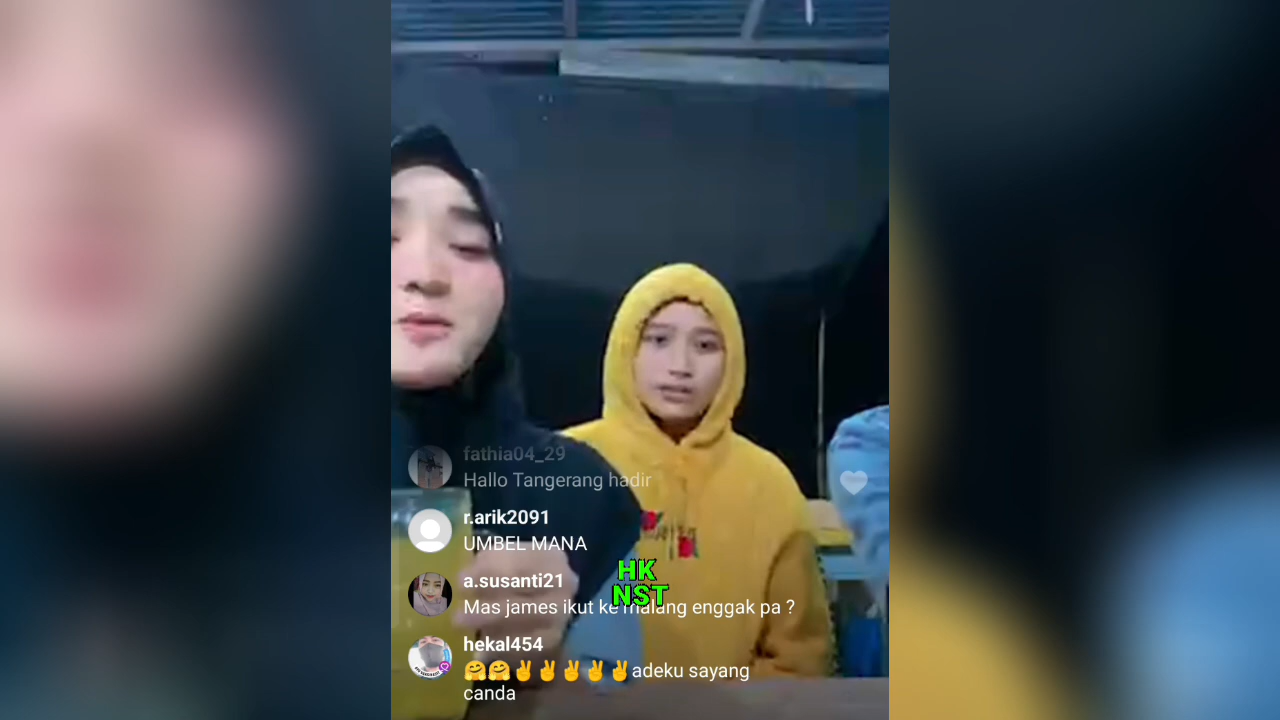 fathia04_29
Hallo Tangerang hadir
r.arik2091
UMBEL MANA
a.susanti21
Mas james ikut ke malang enggak pa ?
HK
NST
hekal454
🤗🤗✌✌✌✌✌adeku sayang
canda